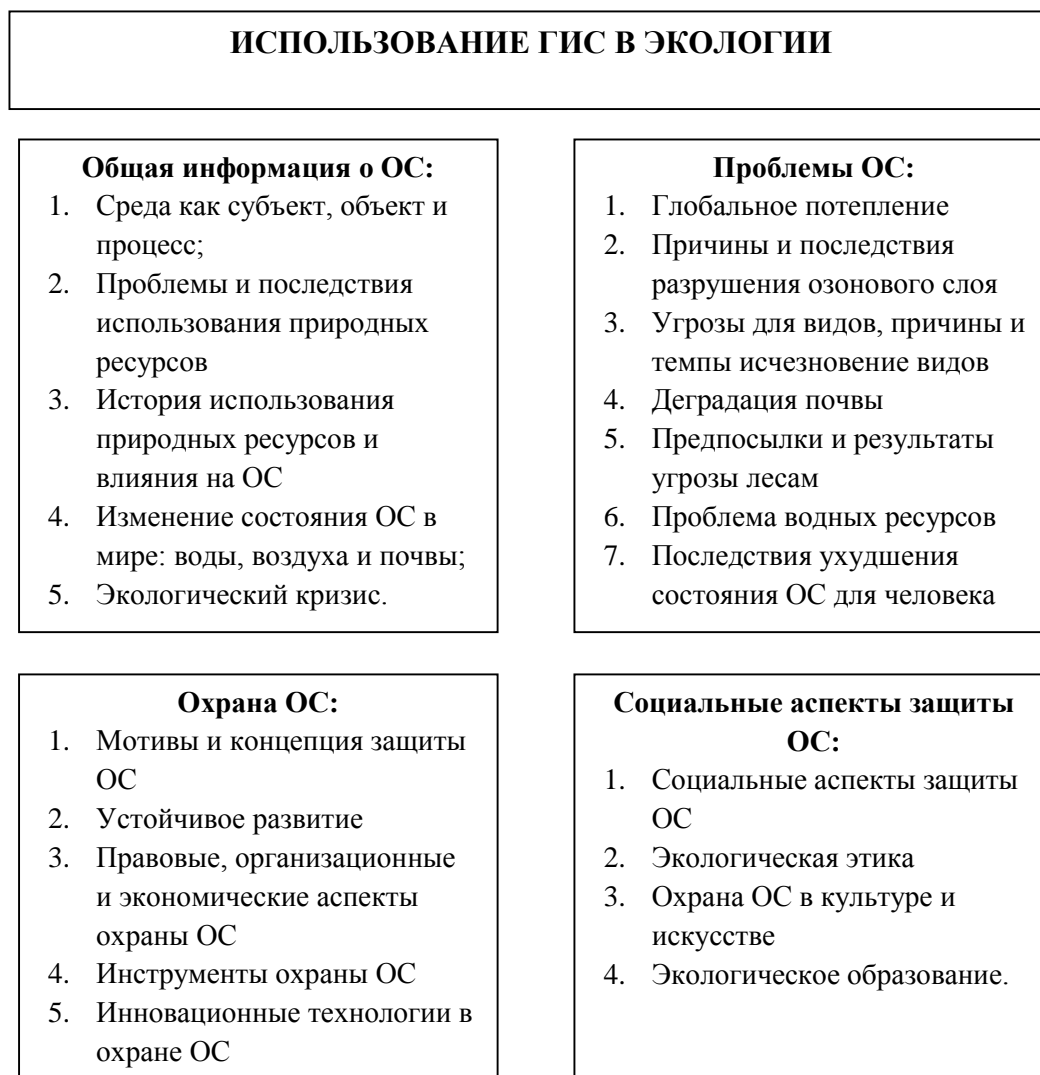 ИСПОЛЬЗОВАНИЕ ГИС В ЭКОЛОГИИ
Общая информация о ОС:
1. Среда как субъект, объект и
процесс;
2. Проблемы и последствия
использования природных
ресурсов
3. История использования
природных ресурсов и
влияния на ОС
4. Изменение состояния ОС в
мире: воды, воздуха и почвы;
5. Экологический кризис.
Проблемы ОС:
1. Глобальное потепление
2. Причины и последствия
разрушения озонового слоя
3. Угрозы для видов, причины и
темпы исчезновение видов
4. Деградация почвы
5. Предпосылки и результаты
угрозы лесам
6. Проблема водных ресурсов
7. Последствия ухудшения
состояния ОС для человека
Охрана ОС:
1. Мотивы и концепция защиты
ОС
2. Устойчивое развитие
3. Правовые, организационные
и экономические аспекты
охраны ОС
4. Инструменты охраны ОС
5. Инновационные технологии в
охране ОС
Социальные аспекты защиты
ОС:
1. Социальные аспекты защиты
ОС
2. Экологическая этика
3. Охрана ОС в культуре и
искусстве
4. Экологическое образование.